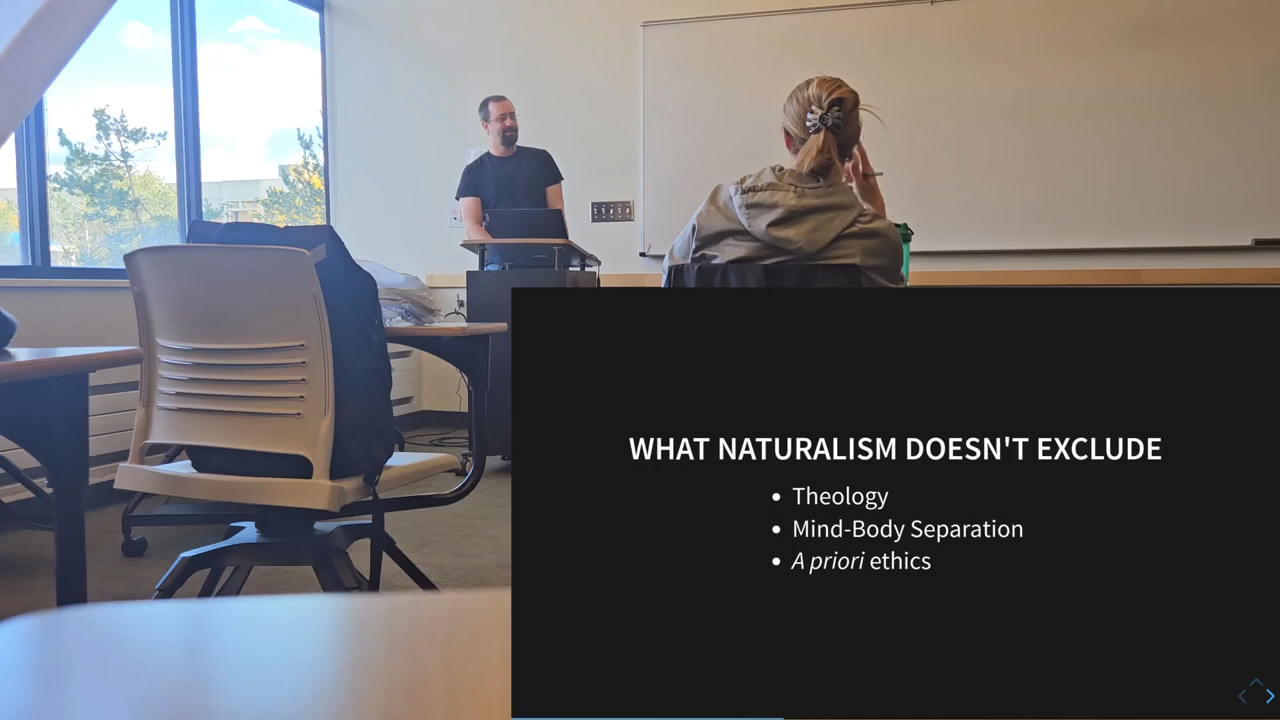 WHAT NATURALISM DOESN'T EXCLUDE
Theology
Mind-Body Separation
A priori ethics